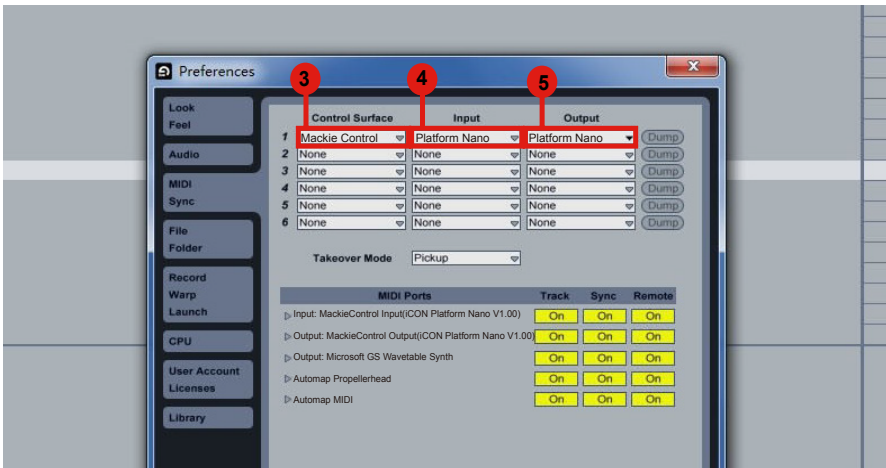 Preferences
x
3
4
5
Look
Feel
Audio
MIDI
Sync
File
Folder
Record
Warp
Launch
CPU
User Account
Licenses
Library
Control Surface Input Output
1 Mackie Control Platform Nano Platform Nano Dump
2 None None None Dump
3 None None None Dump
4 None None None Dump
5 None None None Dump
6 None None None Dump
Takeover Mode Pickup
MIDI Ports Track Sync Remote
Input: MackieControl Input(iCON Platform Nano V1.00) On On On
Output: MackieControl Output(iCON Platform Nano V1.00) On On On
Output: Microsoft GS Wavetable Synth On On On
Automap Propellerhead On On On
Automap MIDI On On On